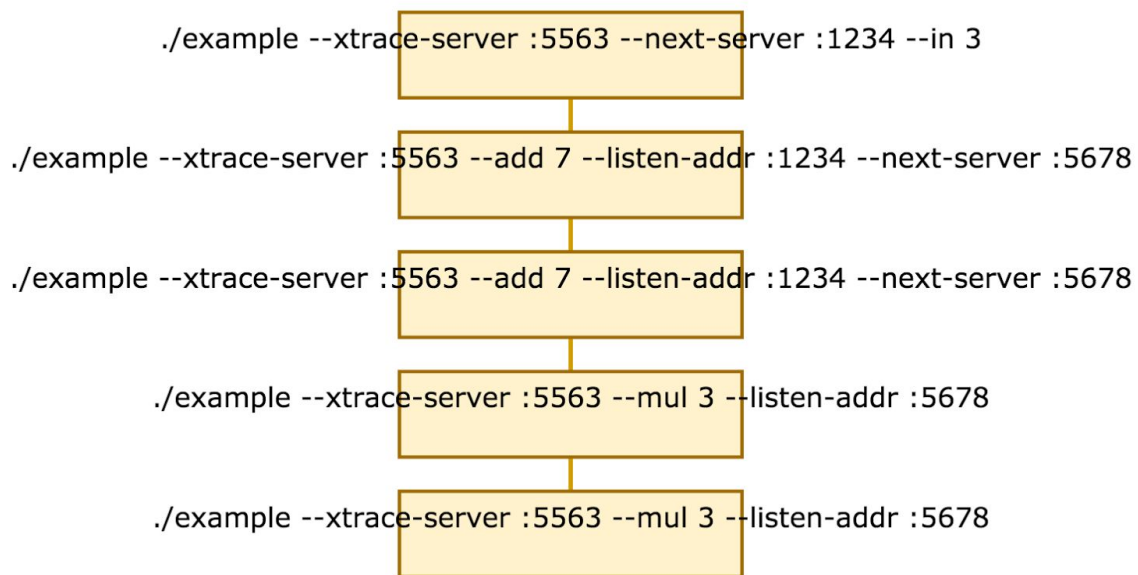 ./example --xtrace-server :5563 --next-server :1234 --in 3
./example --xtrace-server :5563 --add 7 --listen-addr :1234 --next-server :5678
./example --xtrace-server :5563 --add 7 --listen-addr :1234 --next-server :5678
./example --xtrace-server :5563 --mul 3 --listen-addr :5678
./example --xtrace-server :5563 --mul 3 --listen-addr :5678